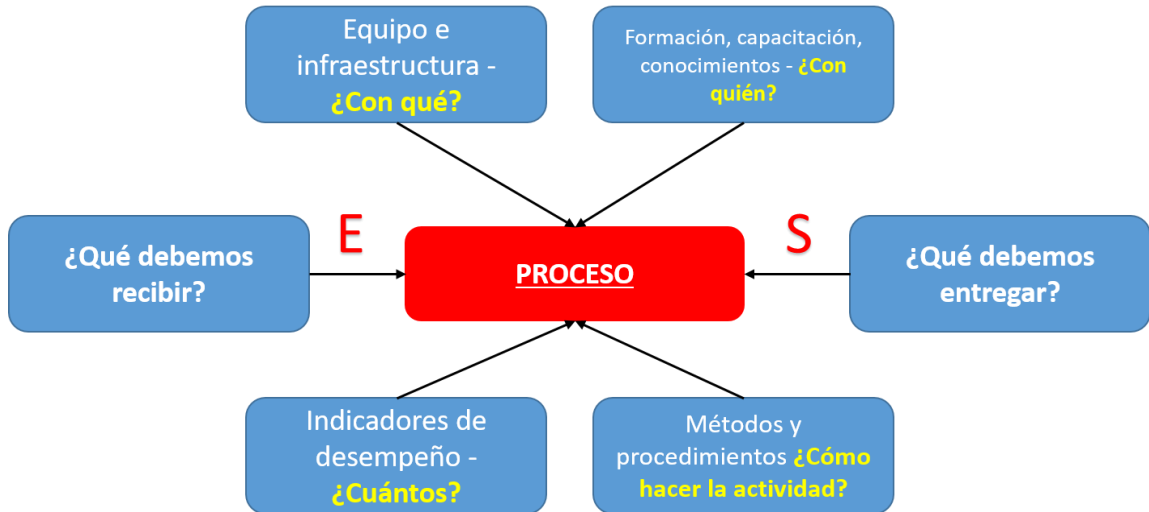 Equipo e
infraestructura -
¿Con qué?
Formación, capacitación,
conocimientos - ¿Con
quién?
¿Qué debemos
recibir?
E
PROCESO
S
¿Qué debemos
entregar?
Indicadores de
desempeño -
¿Cuántos?
Métodos y
procedimientos ¿Cómo
hacer la actividad?